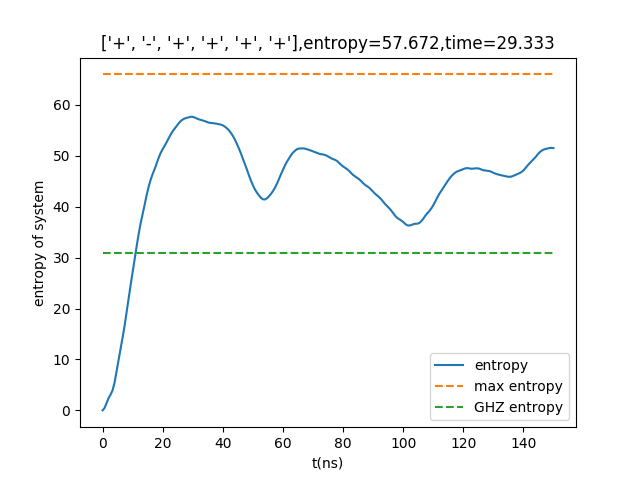 ['+', '-', '+', '+', '+', '+'],entropy=57.672,time=29.333
entropy of system
60
50
40
30
20
10
0
entropy
max entropy
GHZ entropy
0 20 40 60 80 100 120 140
t(ns)